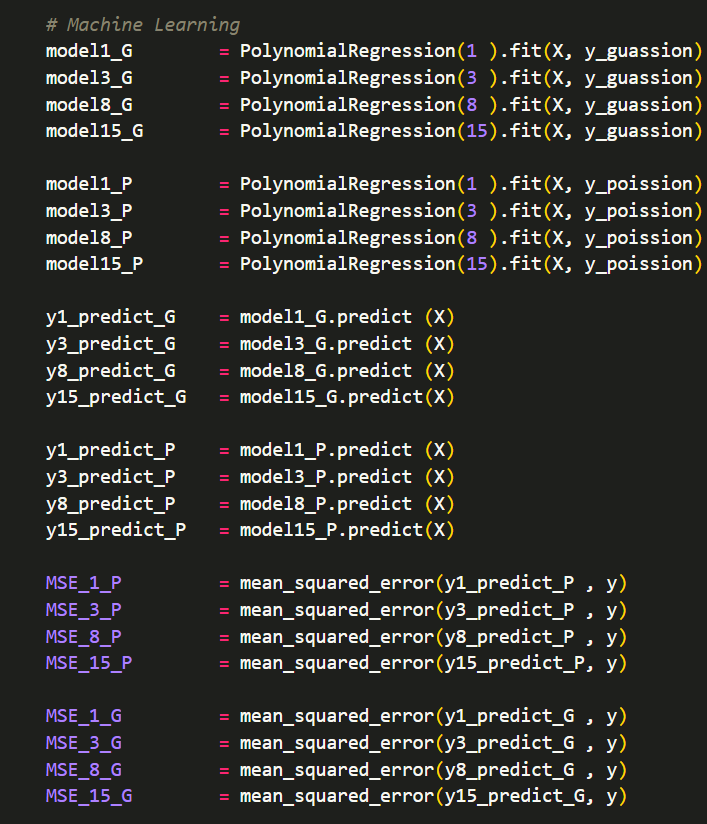 # Machine Learning
model1_G = PolynomialRegression(1 ).fit(X, y_guassion)
model3_G = PolynomialRegression(3 ).fit(X, y_guassion)
model8_G = PolynomialRegression(8 ).fit(X, y_guassion)
model15_G = PolynomialRegression(15).fit(X, y_guassion)
model1_P = PolynomialRegression(1 ).fit(X, y_poission)
model3_P = PolynomialRegression(3 ).fit(X, y_poission)
model8_P = PolynomialRegression(8 ).fit(X, y_poission)
model15_P = PolynomialRegression(15).fit(X, y_poission)
y1_predict_G = model1_G.predict (X)
y3_predict_G = model3_G.predict (X)
y8_predict_G = model8_G.predict (X)
y15_predict_G = model15_G.predict(X)
y1_predict_P = model1_P.predict (X)
y3_predict_P = model3_P.predict (X)
y8_predict_P = model8_P.predict (X)
y15_predict_P = model15_P.predict(X)
MSE_1_P = mean_squared_error(y1_predict_P , y)
MSE_3_P = mean_squared_error(y3_predict_P , y)
MSE_8_P = mean_squared_error(y8_predict_P , y)
MSE_15_P = mean_squared_error(y15_predict_P, y)
MSE_1_G = mean_squared_error(y1_predict_G , y)
MSE_3_G = mean_squared_error(y3_predict_G , y)
MSE_8_G = mean_squared_error(y8_predict_G , y)
MSE_15_G = mean_squared_error(y15_predict_G, y)